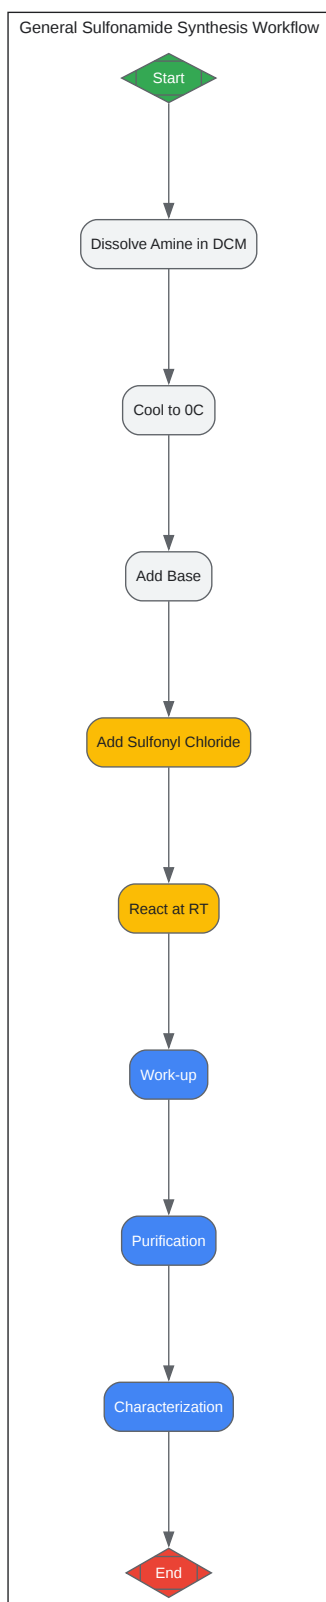 General Sulfonamide Synthesis Workflow
Start
Dissolve Amine in DCM
Cool to 0C
Add Base
Add Sulfonyl Chloride
React at RT
Work-up
Purification
Characterization
End